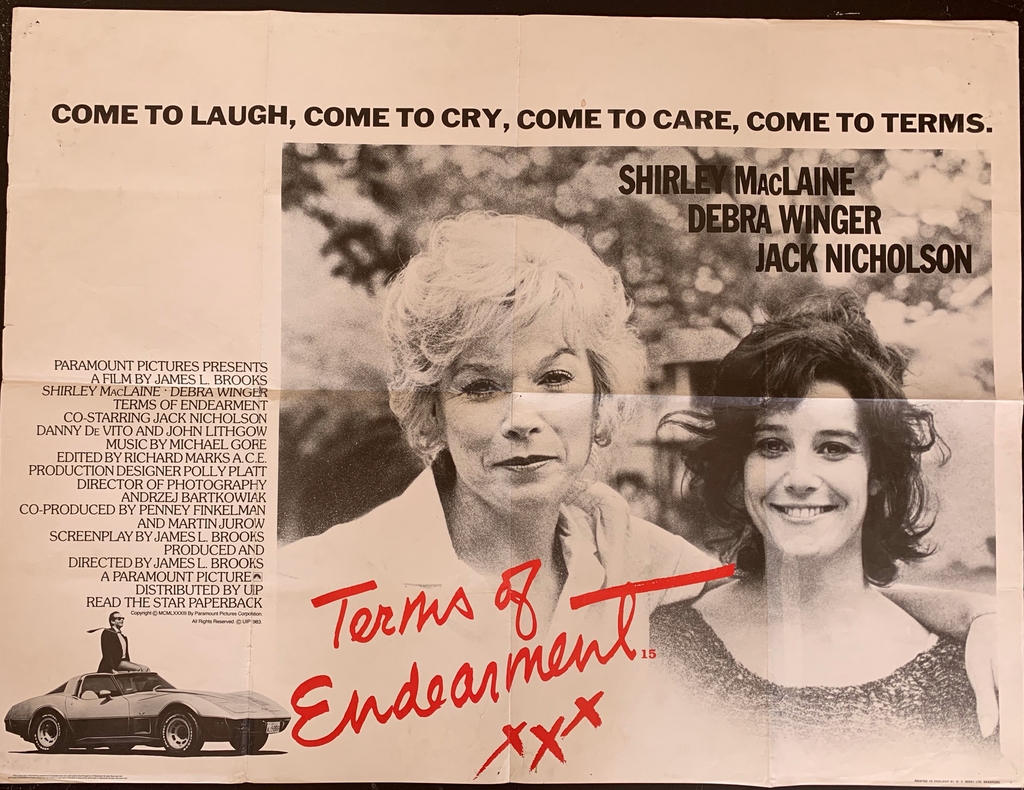 COME TO LAUGH, COME TO CRY, COME TO CARE, COME TO TERMS.
SHIRLEY MACLAINE
DEBRA WINGER
JACK NICHOLSON
PARAMOUNT PICTURES PRESENTS
A FILM BY JAMES L. BROOKS
SHIRLEY MACLAINE · DEBRA WINGER
TERMS OF ENDEARMENT
CO-STARRING JACK NICHOLSON
DANNY DE VITO AND JOHN LITHGOW
MUSIC BY MICHAEL GORE
EDITED BY RICHARD MARKS A.C.E.
PRODUCTION DESIGNER POLLY PLATT
DIRECTOR OF PHOTOGRAPHY
ANDRZEJ BARTKOWIAK
CO-PRODUCED BY PENNEY FINKELMAN
AND MARTIN JUROW
SCREENPLAY BY JAMES L. BROOKS
PRODUCED AND
DIRECTED BY JAMES L. BROOKS
A PARAMOUNT PICTURE
DISTRIBUTED BY UIP
READ THE STAR PAPERBACK
Copyright © MCMLXXXIII By Paramount Pictures Corporation.
All Rights Reserved. © UIP 1983.
Terms of
Endearment 15
xxx